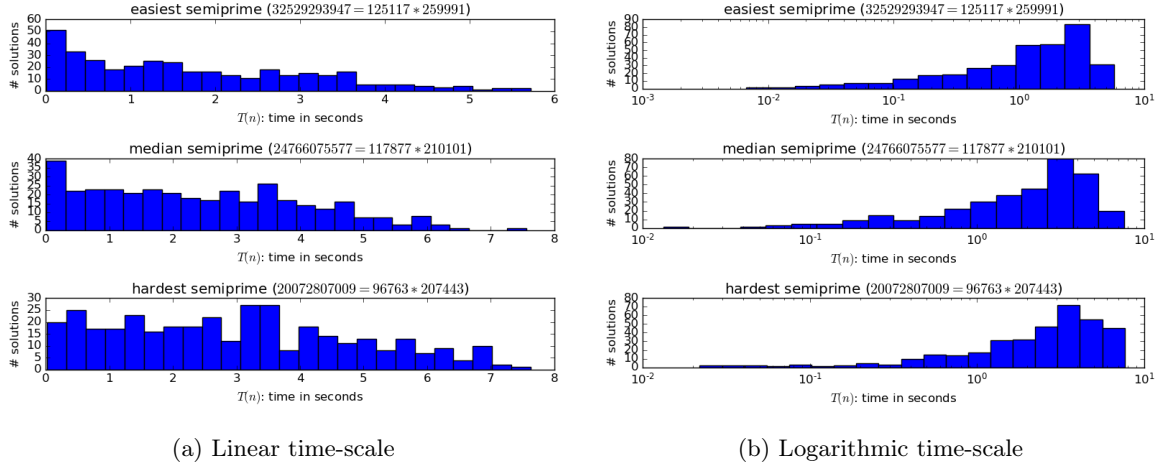 easiest semiprime (32529293947 = 125117 * 259991)
# solutions
60
50
40
30
20
10
0
0 1 2 3 4 5 6
T(n): time in seconds
median semiprime (24766075577 = 117877 * 210101)
# solutions
40
35
30
25
20
15
10
5
0
0 1 2 3 4 5 6 7 8
T(n): time in seconds
hardest semiprime (20072807009 = 96763 * 207443)
# solutions
30
25
20
15
10
5
0
0 1 2 3 4 5 6 7 8
T(n): time in seconds
(a) Linear time-scale
easiest semiprime (32529293947 = 125117 * 259991)
# solutions
90
80
70
60
50
40
30
20
10
0
10^-3 10^-2 10^-1 10^0 10^1
T(n): time in seconds
median semiprime (24766075577 = 117877 * 210101)
# solutions
80
70
60
50
40
30
20
10
0
10^-2 10^-1 10^0 10^1
T(n): time in seconds
hardest semiprime (20072807009 = 96763 * 207443)
# solutions
80
70
60
50
40
30
20
10
0
10^-2 10^-1 10^0 10^1
T(n): time in seconds
(b) Logarithmic time-scale